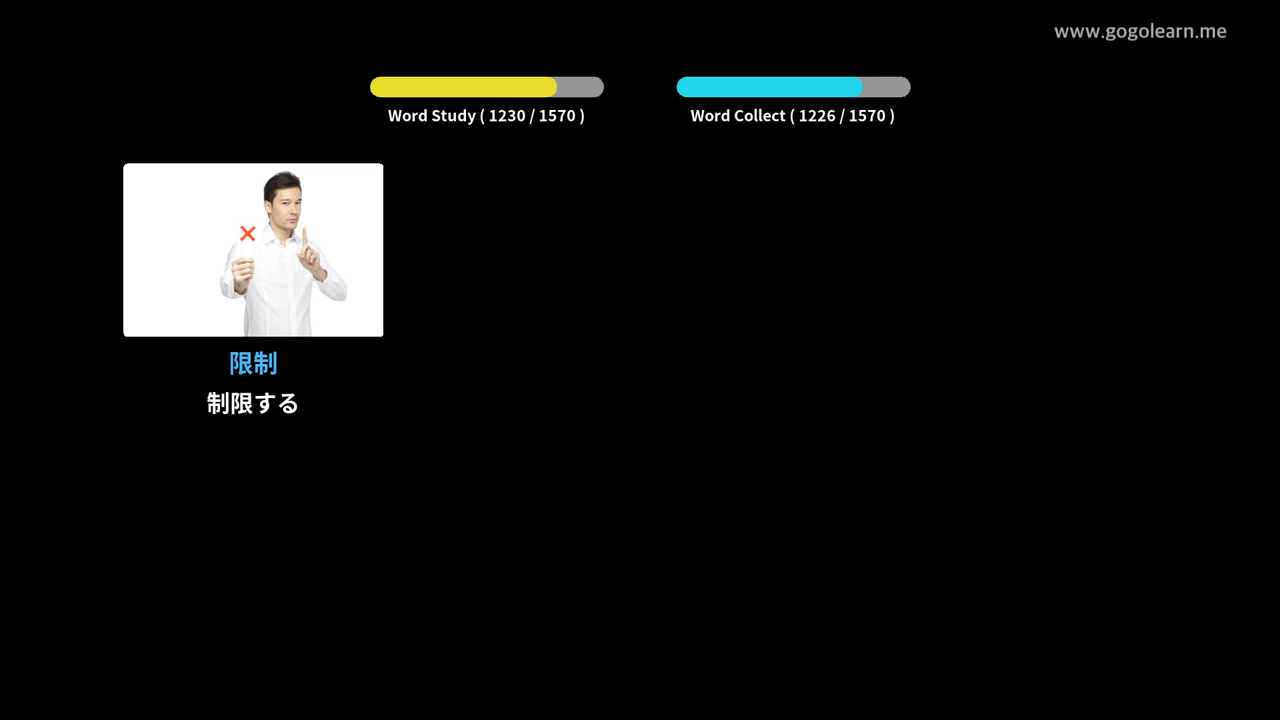 www.gogolearn.me
Word Study ( 1230 / 1570 )
Word Collect ( 1226 / 1570 )
限制
制限する